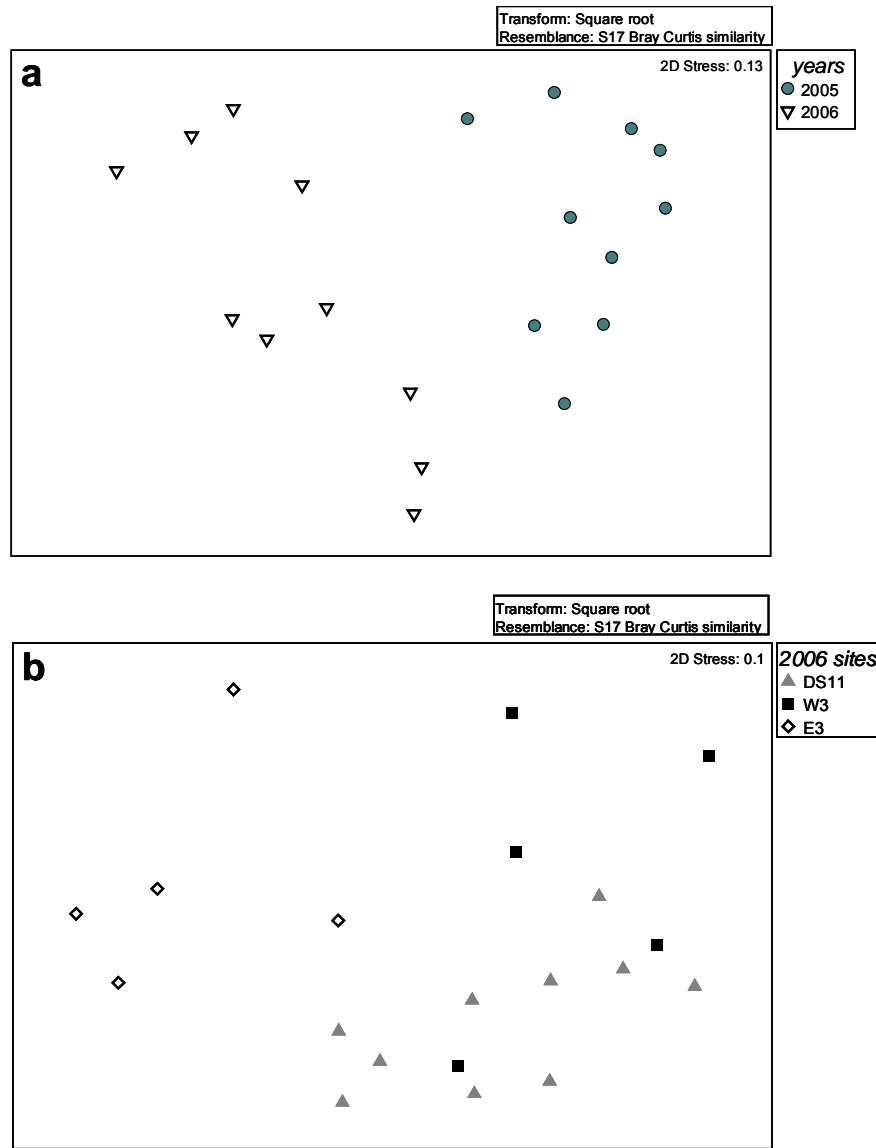 Transform: Square root
Resemblance: S17 Bray Curtis similarity
a
2D Stress: 0.13
years
2005
2006
Transform: Square root
Resemblance: S17 Bray Curtis similarity
b
2D Stress: 0.1
2006 sites
DS11
W3
E3